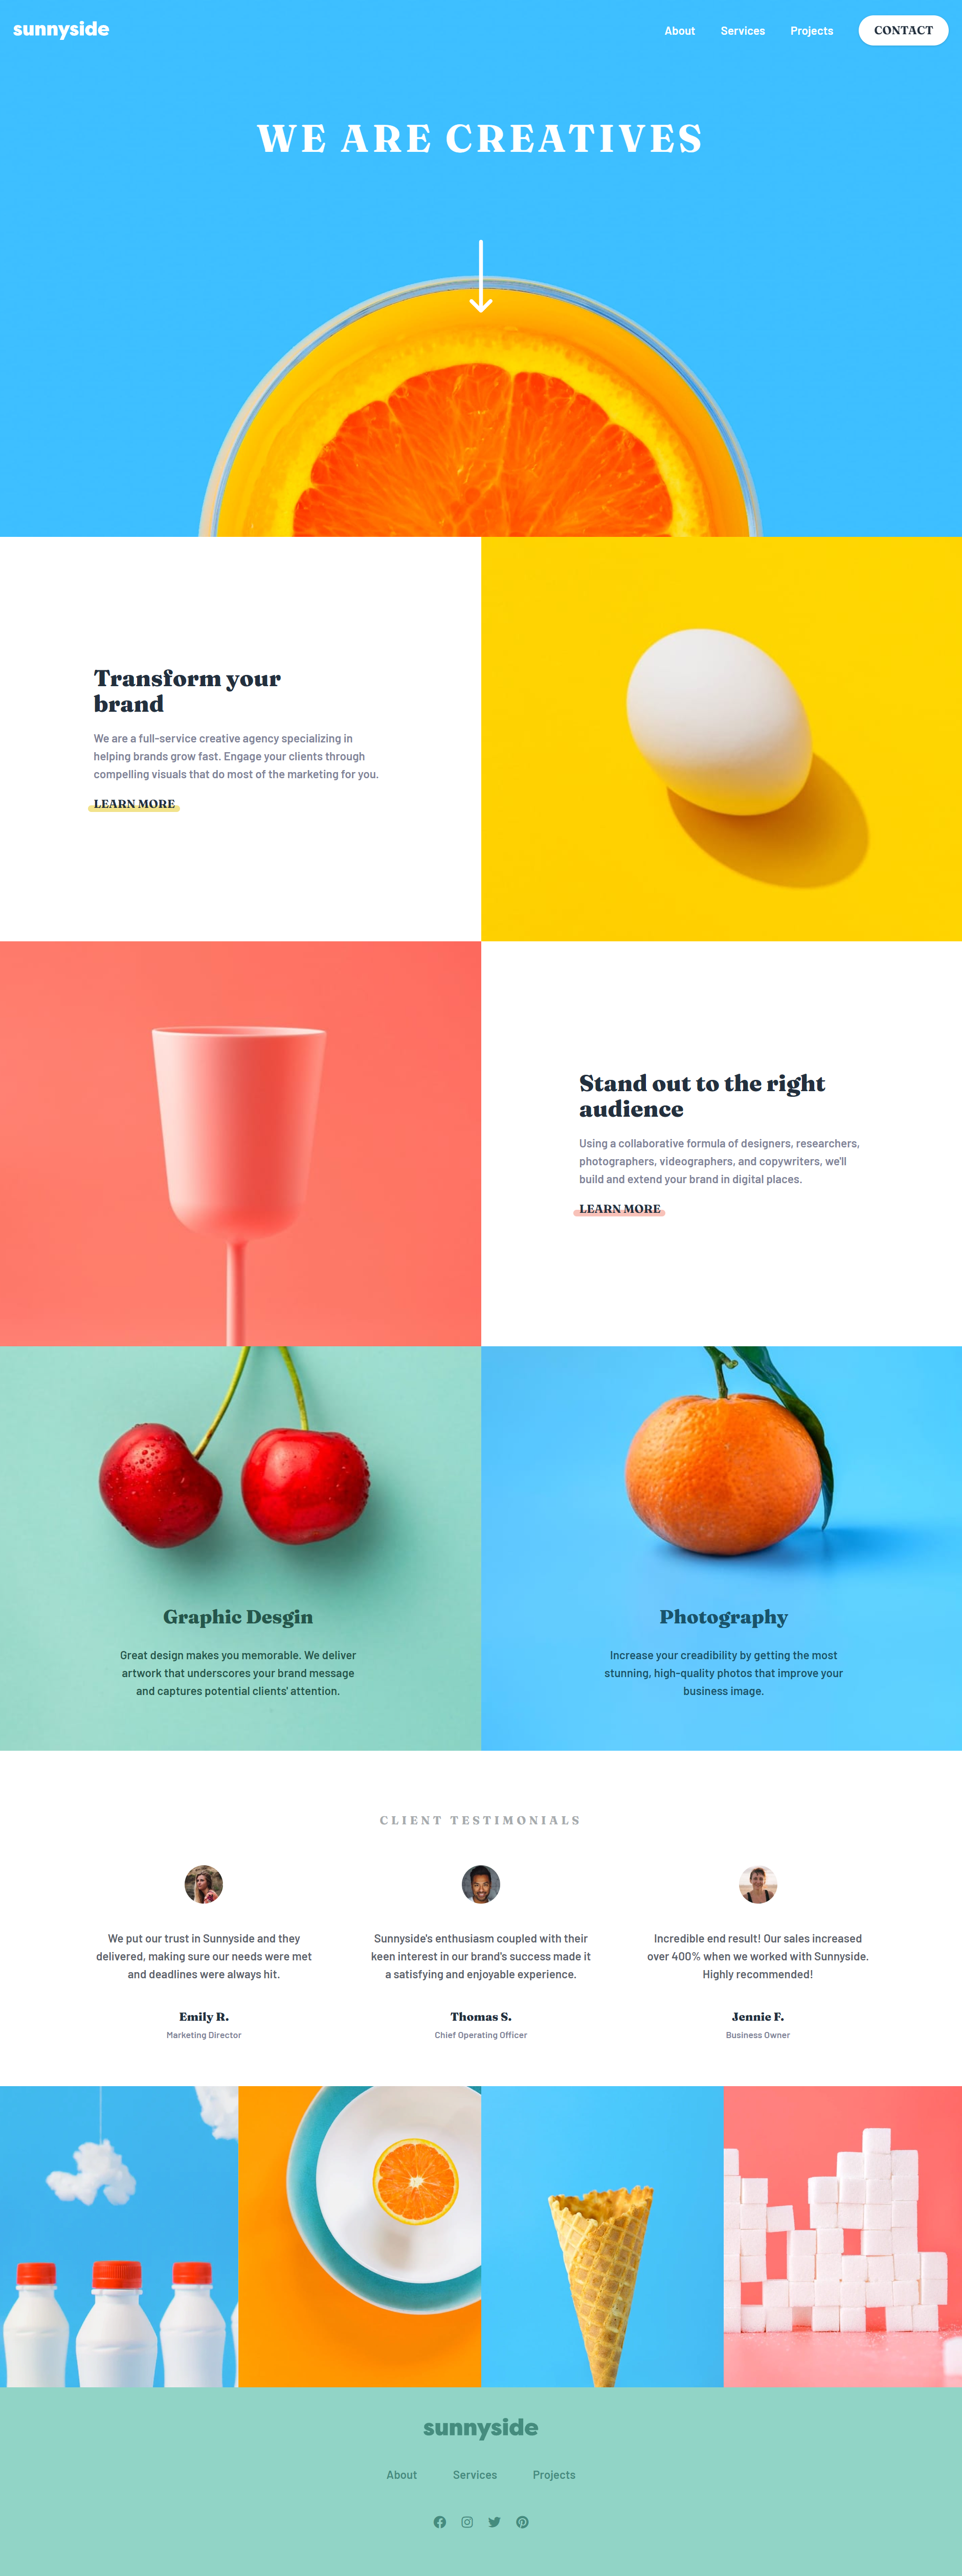 sunnyside
About Services Projects CONTACT
WE ARE CREATIVES
Transform your
brand
We are a full-service creative agency specializing in
helping brands grow fast. Engage your clients through
compelling visuals that do most of the marketing for you.
LEARN MORE
Stand out to the right
audience
Using a collaborative formula of designers, researchers,
photographers, videographers, and copywriters, we'll
build and extend your brand in digital places.
LEARN MORE
Graphic Desgin
Great design makes you memorable. We deliver
artwork that underscores your brand message
and captures potential clients' attention.
Photography
Increase your creadibility by getting the most
stunning, high-quality photos that improve your
business image.
CLIENT TESTIMONIALS
We put our trust in Sunnyside and they
delivered, making sure our needs were met
and deadlines were always hit.
Emily R.
Marketing Director
Sunnyside's enthusiasm coupled with their
keen interest in our brand's success made it
a satisfying and enjoyable experience.
Thomas S.
Chief Operating Officer
Incredible end result! Our sales increased
over 400% when we worked with Sunnyside.
Highly recommended!
Jennie F.
Business Owner
sunnyside
About Services Projects